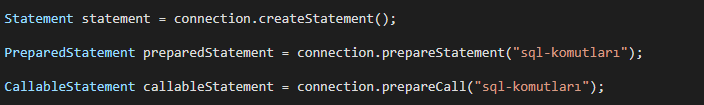 Statement statement = connection.createStatement();
PreparedStatement preparedStatement = connection.prepareStatement("sql-komutları");
CallableStatement callableStatement = connection.prepareCall("sql-komutları");